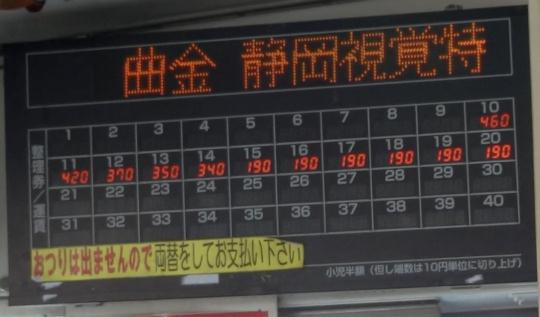 曲金 静岡視覚特
整理券/運賃
1 2 3 4 5 6 7 8 9 10
460
11 12 13 14 15 16 17 18 19 20
420 370 350 340 190 190 190 190 190 190
21 22 23 24 25 26 27 28 29 30
31 32 33 34 35 36 37 38 39 40
おつりは出ませんので両替をしてお支払い下さい
小児半額(但し端数は10円単位に切り上げ)